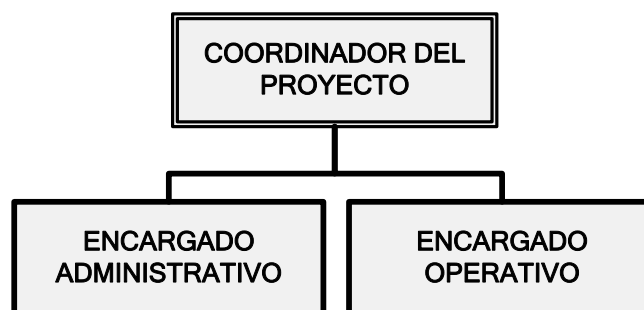 COORDINADOR DEL
PROYECTO
ENCARGADO
ADMINISTRATIVO
ENCARGADO
OPERATIVO